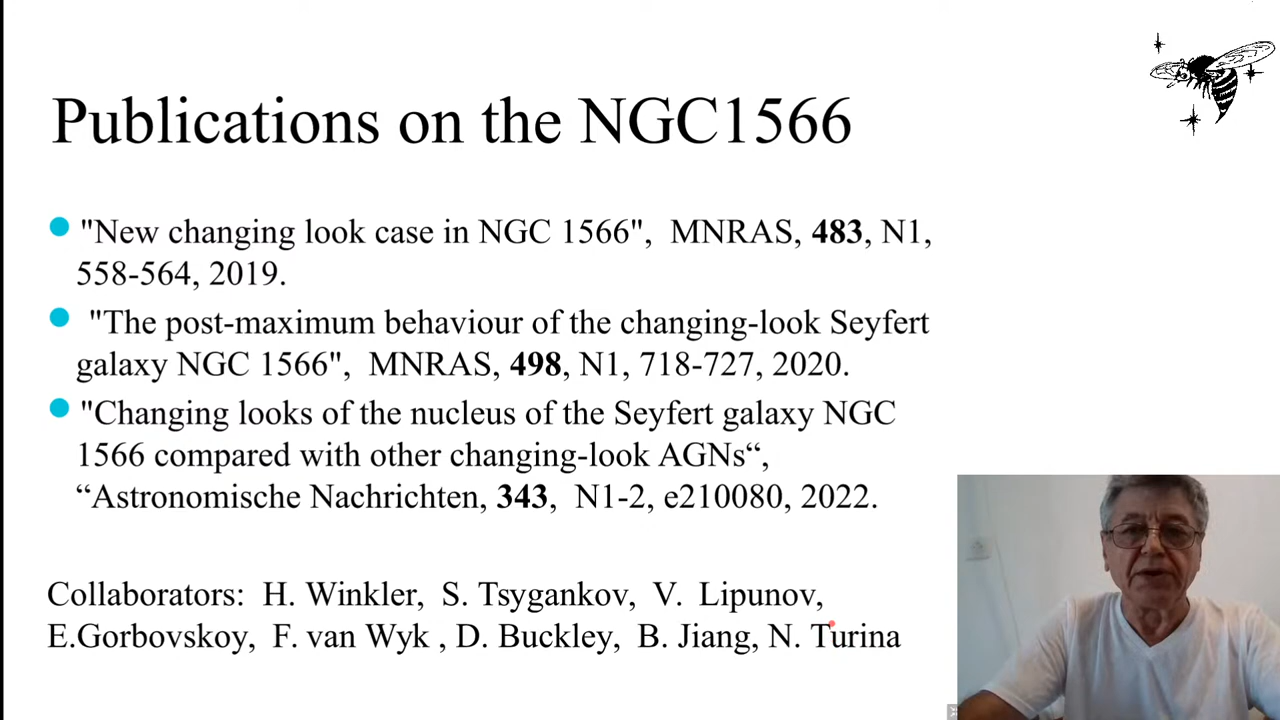 Publications on the NGC1566
"New changing look case in NGC 1566", MNRAS, 483, N1,
558-564, 2019.
"The post-maximum behaviour of the changing-look Seyfert
galaxy NGC 1566", MNRAS, 498, N1, 718-727, 2020.
"Changing looks of the nucleus of the Seyfert galaxy NGC
1566 compared with other changing-look AGNs“,
“Astronomische Nachrichten, 343, N1-2, e210080, 2022.
Collaborators: H. Winkler, S. Tsygankov, V. Lipunov,
E.Gorbovskoy, F. van Wyk , D. Buckley, B. Jiang, N. Turina